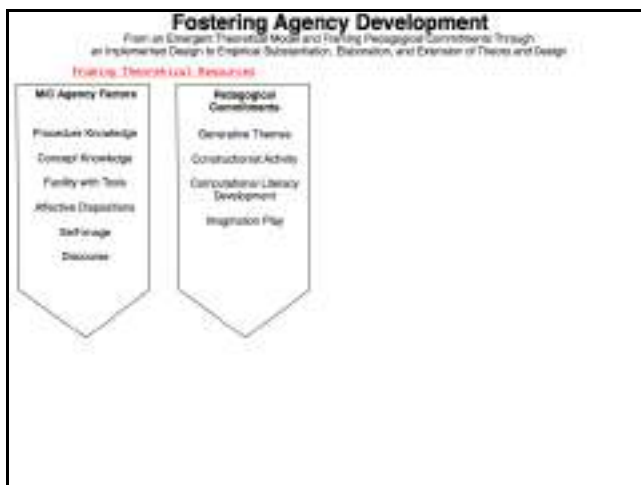 Fostering Agency Development
From an Emergent Theoretical Model and Framing Pedagogical Commitments Through
an Implemented Design to Empirical Substantiation, Elaboration, and Extension of Theory and Design
Framing Theoretical Resources
M/C Agency Factors
Procedure Knowledge
Concept Knowledge
Facility with Tools
Affective Dispositions
Self-Image
Discourse
Pedagogical
Commitments
Generative Themes
Constructionist Activity
Computational Literacy
Development
Imagination Play